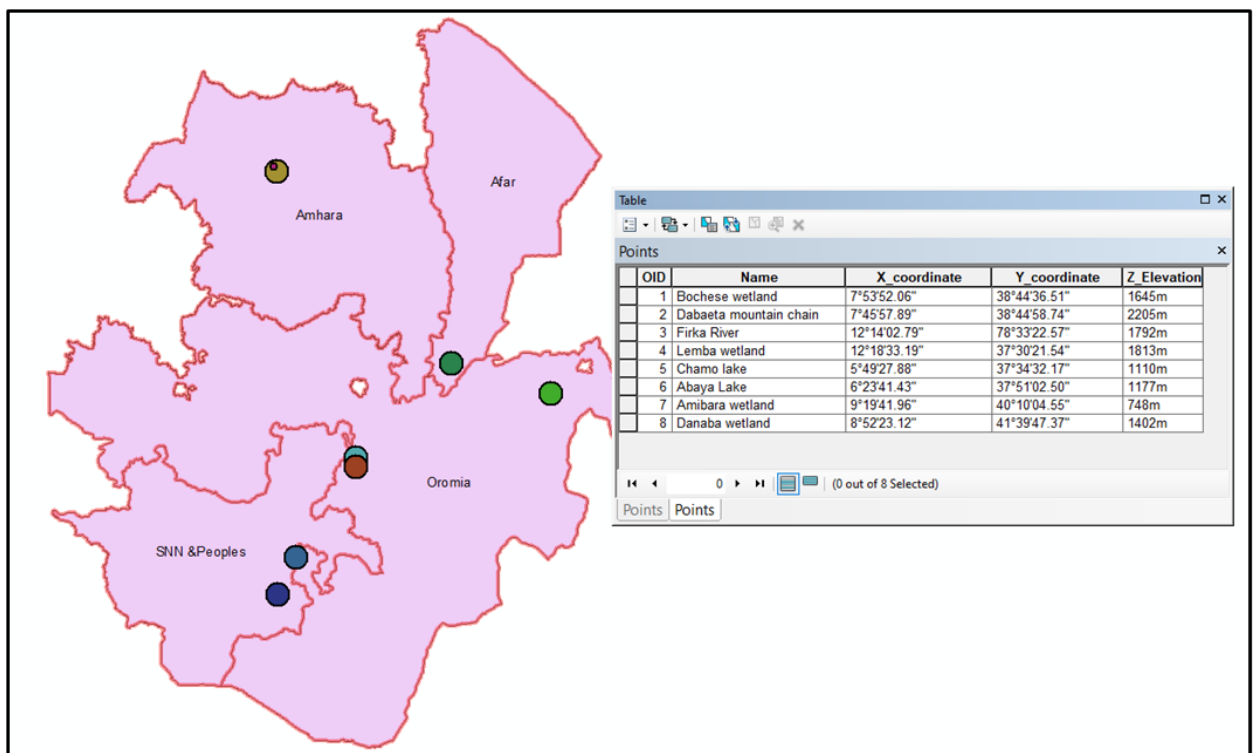 Amhara
Afar
Oromia
SNN &Peoples
Table
Points
OID Name X_coordinate Y_coordinate Z_Elevation
1 Bochese wetland 7°53'52.06" 38°44'36.51" 1645m
2 Dabaeta mountain chain 7°45'57.89" 38°44'58.74" 2205m
3 Firka River 12°14'02.79" 78°33'22.57" 1792m
4 Lemba wetland 12°18'33.19" 37°30'21.54" 1813m
5 Chamo lake 5°49'27.88" 37°34'32.17" 1110m
6 Abaya Lake 6°23'41.43" 37°51'02.50" 1177m
7 Amibara wetland 9°19'41.96" 40°10'04.55" 748m
8 Danaba wetland 8°52'23.12" 41°39'47.37" 1402m
0 (0 out of 8 Selected)
Points Points